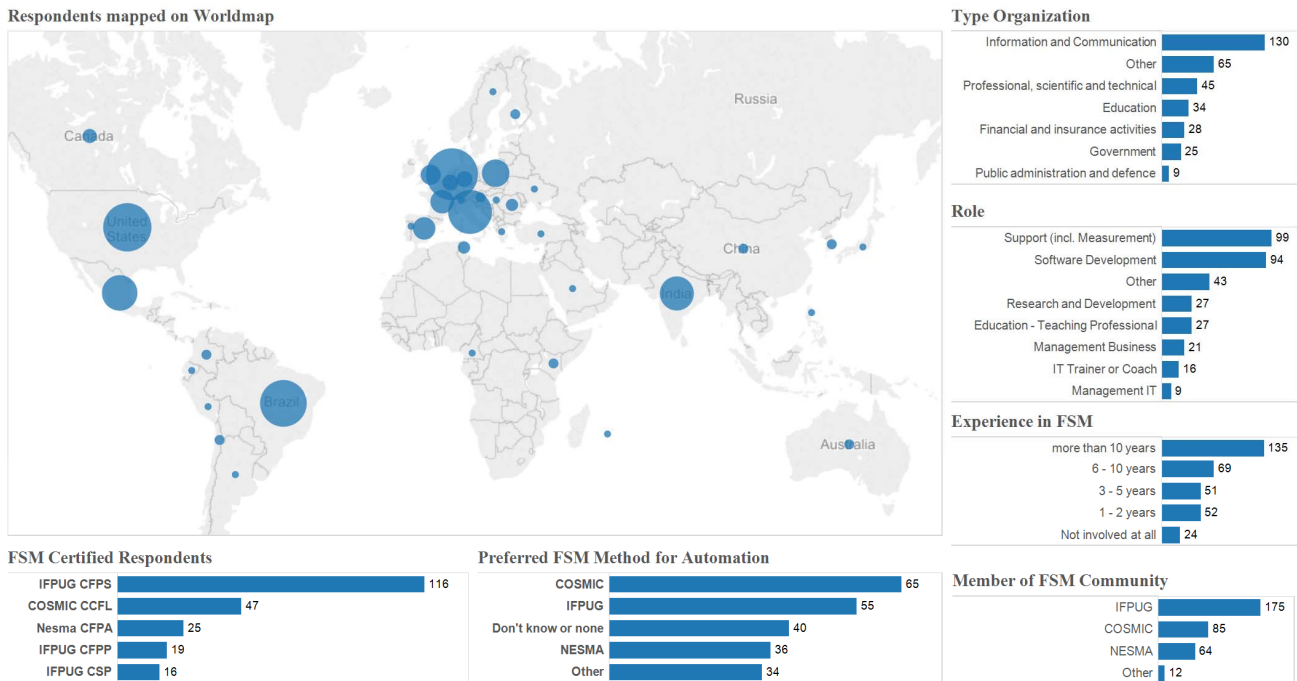 Respondents mapped on Worldmap
Canada
United
States
Brazil
Russia
China
India
Australia
Type Organization
Information and Communication 130
Other 65
Professional, scientific and technical 45
Education 34
Financial and insurance activities 28
Government 25
Public administration and defence 9
Role
Support (incl. Measurement) 99
Software Development 94
Other 43
Research and Development 27
Education - Teaching Professional 27
Management Business 21
IT Trainer or Coach 16
Management IT 9
Experience in FSM
more than 10 years 135
6 - 10 years 69
3 - 5 years 51
1 - 2 years 52
Not involved at all 24
FSM Certified Respondents
IFPUG CFPS 116
COSMIC CCFL 47
Nesma CFPA 25
IFPUG CFPP 19
IFPUG CSP 16
Preferred FSM Method for Automation
COSMIC 65
IFPUG 55
Don't know or none 40
NESMA 36
Other 34
Member of FSM Community
IFPUG 175
COSMIC 85
NESMA 64
Other 12